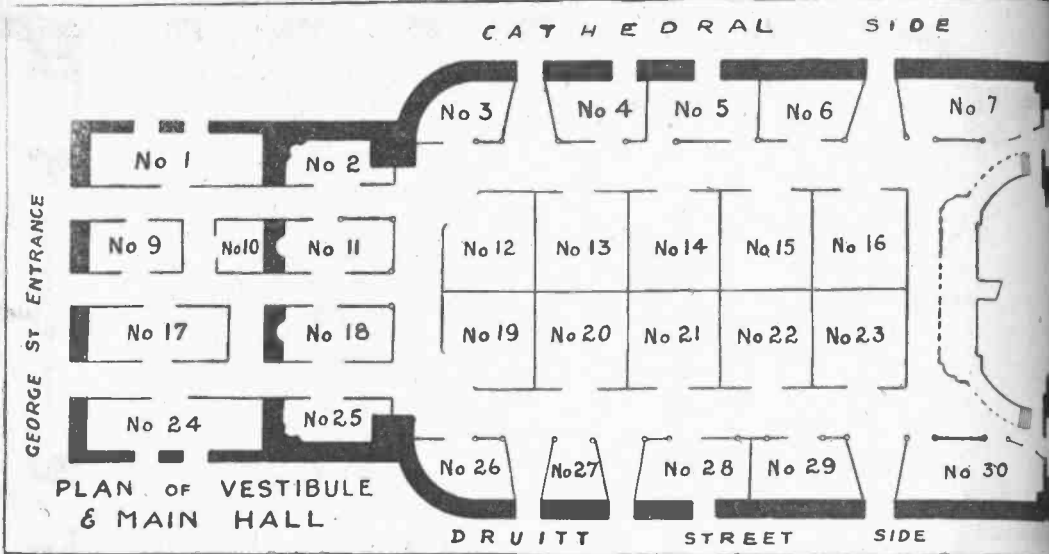 CATHEDRAL SIDE
No 3 No 4 No 5 No 6 No 7
No 1 No 2
GEORGE ST ENTRANCE
No 9 No 10 No 11 No 12 No 13 No 14 No 15 No 16
No 17 No 18 No 19 No 20 No 21 No 22 No 23
No 24 No 25
No 26 No 27 No 28 No 29 No 30
PLAN OF VESTIBULE
& MAIN HALL
DRUITT STREET SIDE